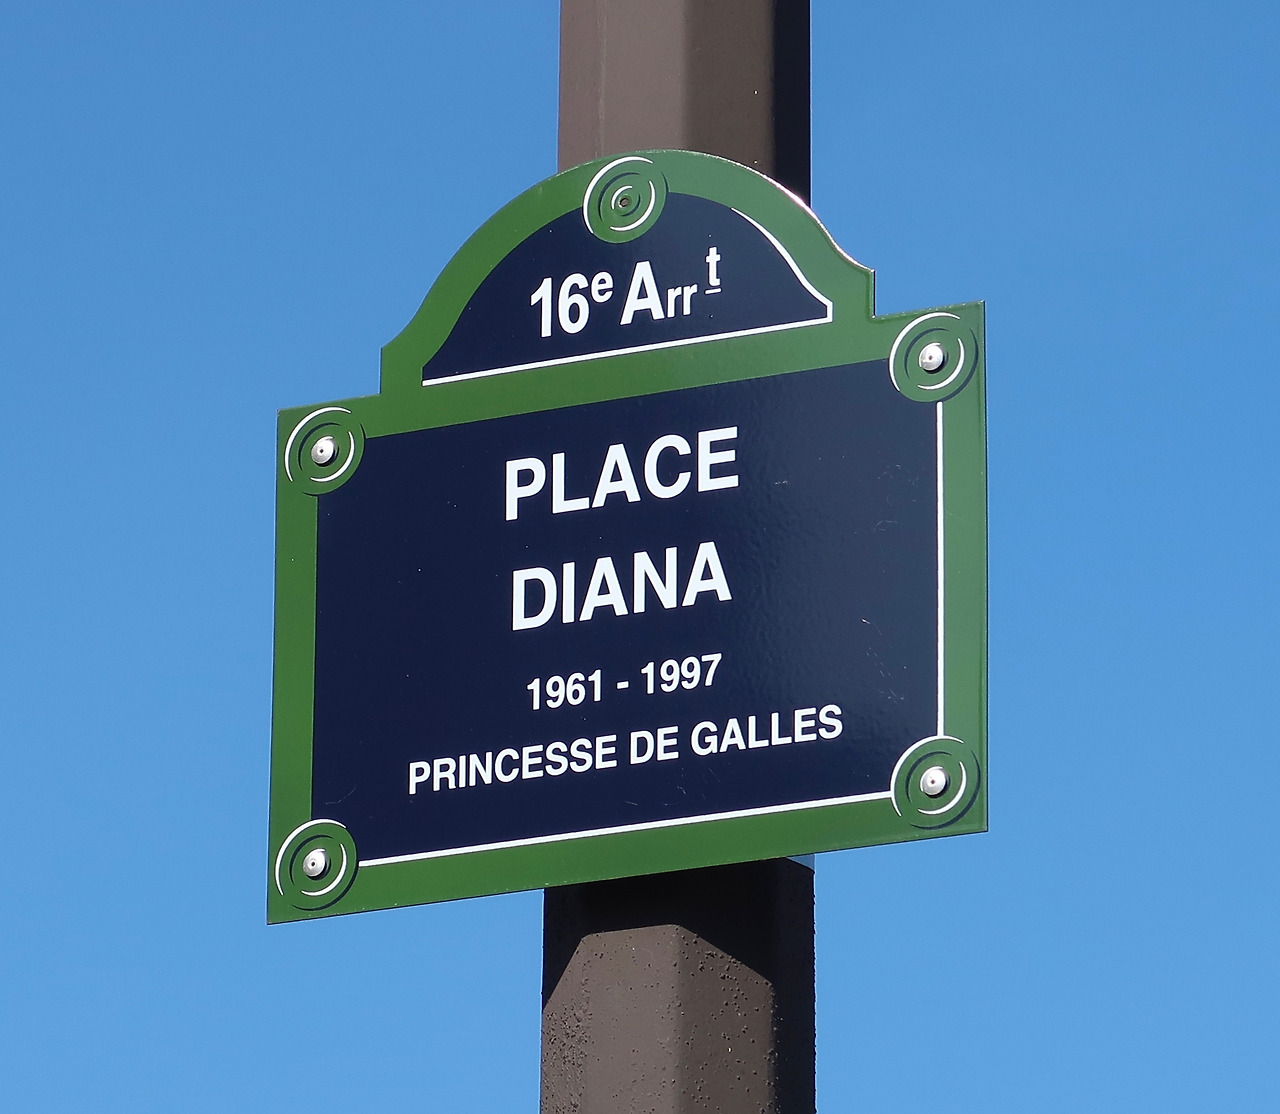 16e Arrt
PLACE
DIANA
1961 - 1997
PRINCESSE DE GALLES